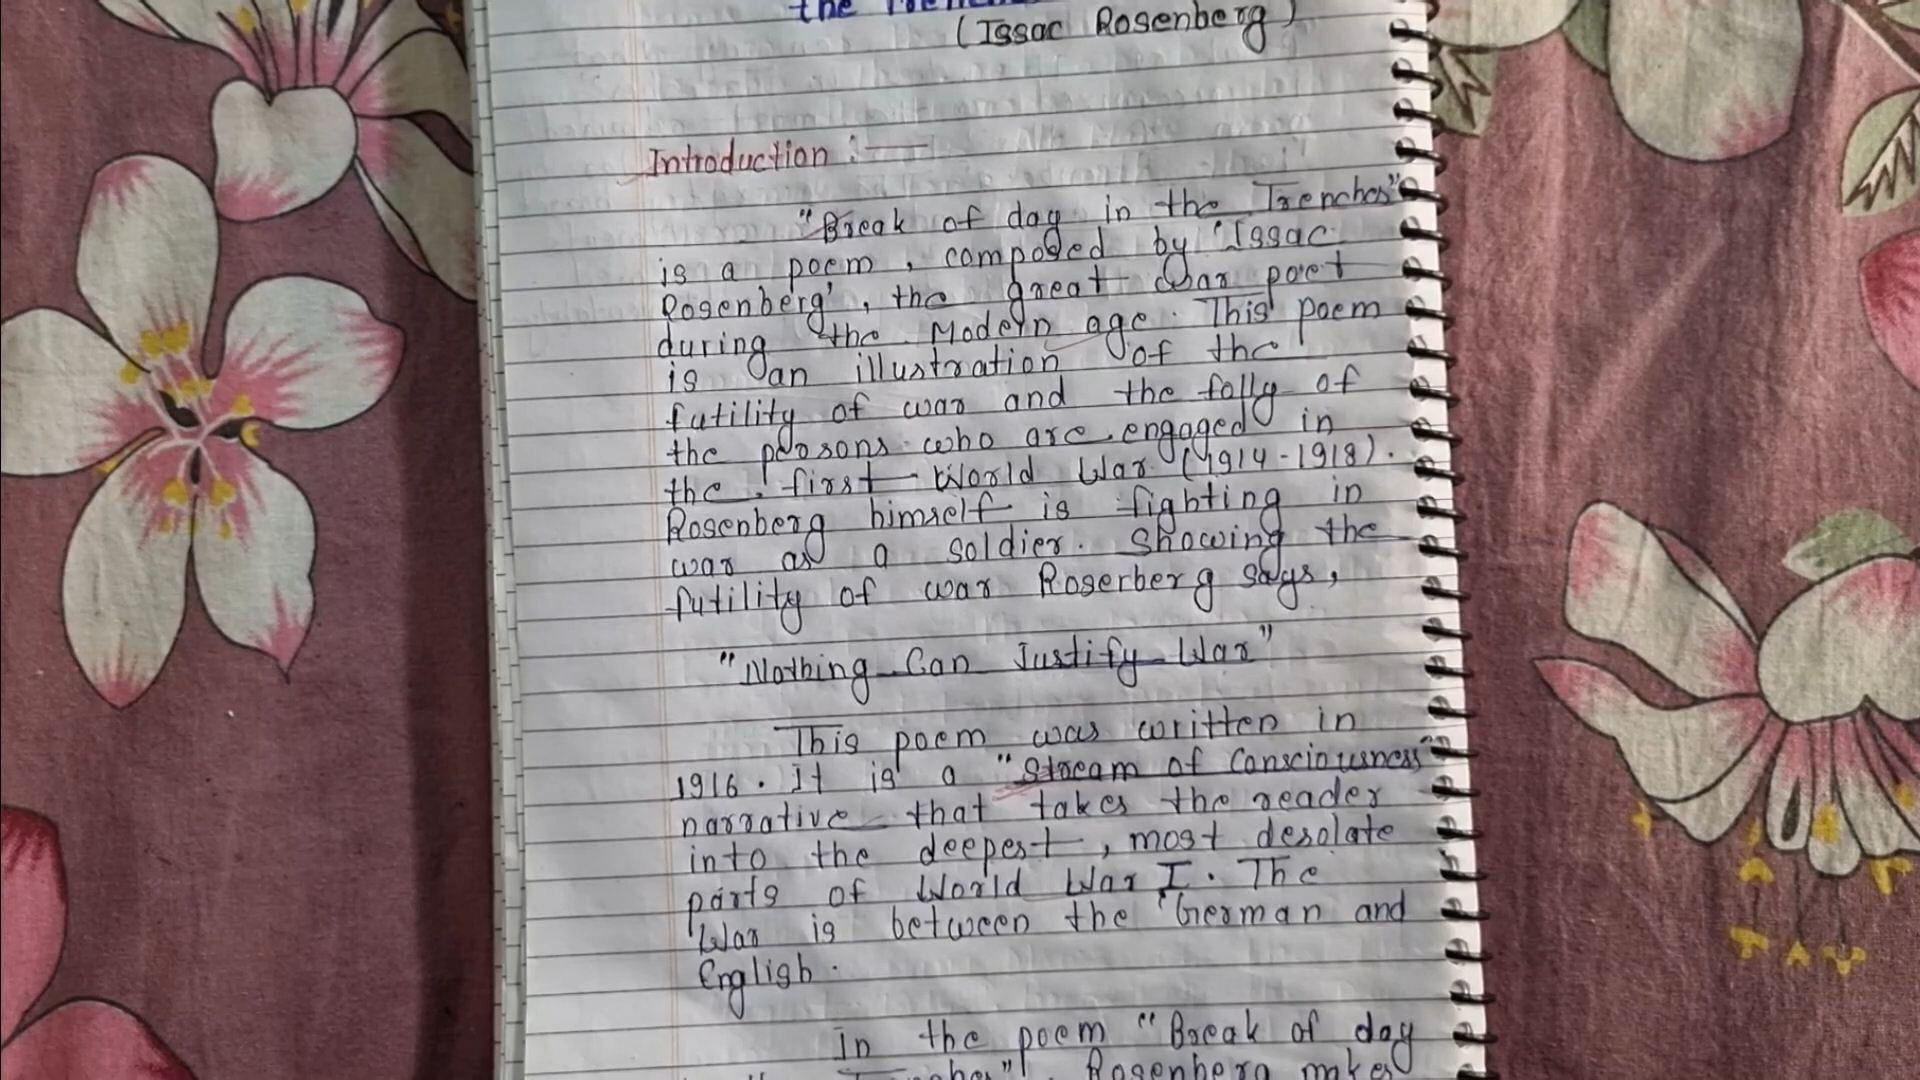 the
(Issac Rosenberg)
Introduction :—
"Break of day in the Trenches"
is a poem, composed by 'Issac
Rosenberg', the great war poet
during the Modern age. This poem
is an illustration of the
futility of war and the folly of
the persons who are engaged in
the first World War (1914-1918).
Rosenberg himself is fighting in
war as a soldier. Showing the
futility of war Roserberg says,
"Nothing Can Justify War"
This poem was written in
1916. It is a "Stream of Consciousness"
narrative that takes the reader
into the deepest, most desolate
parts of World War I. The
War is between the German and
English.
In the poem "Break of day
Rosenberg makes